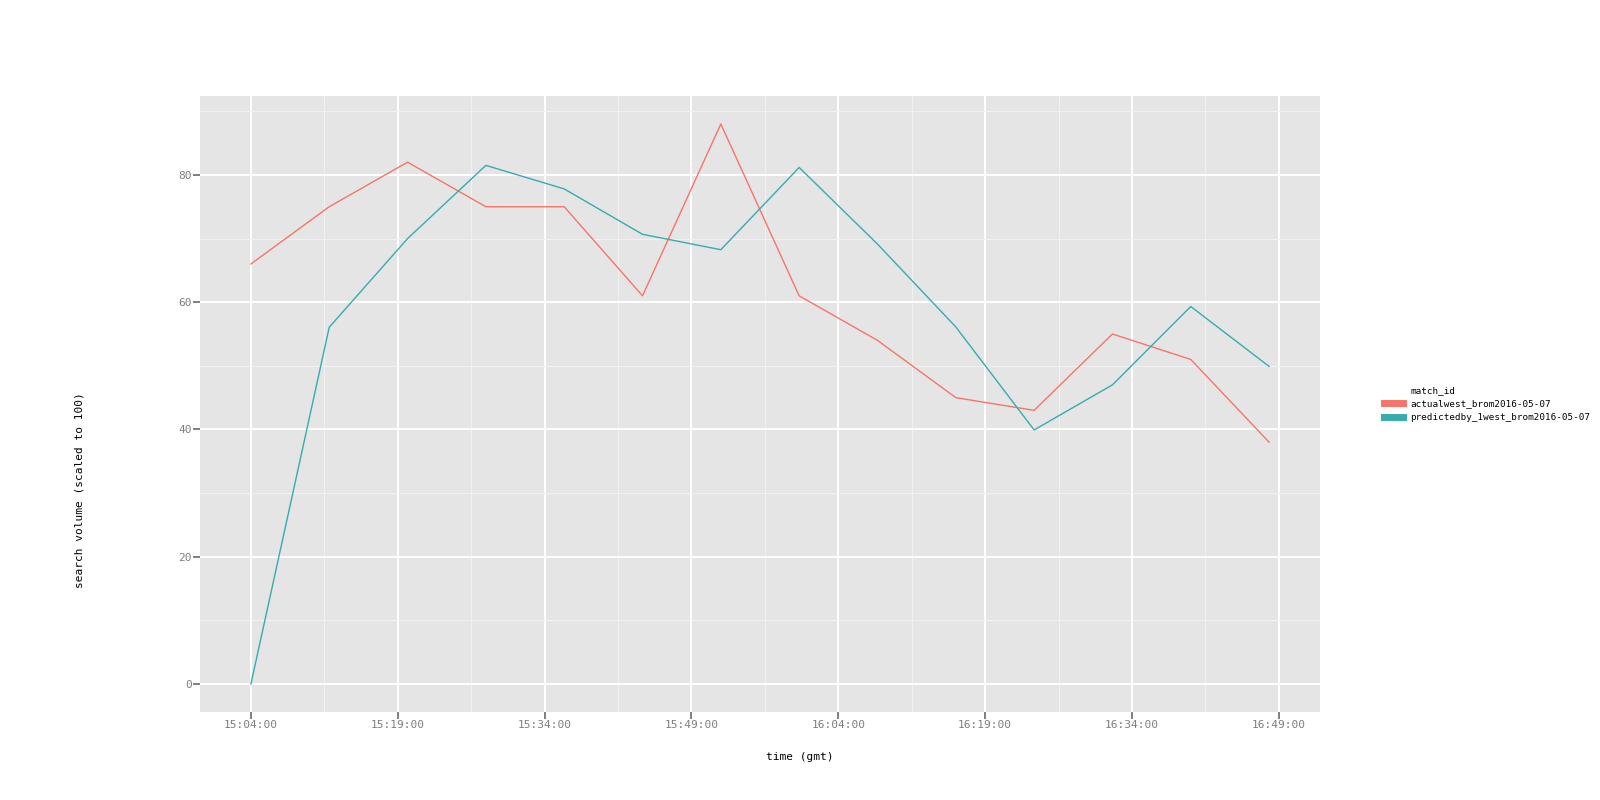 search volume (scaled to 100)
80
60
40
20
0
15:04:00 15:19:00 15:34:00 15:49:00 16:04:00 16:19:00 16:34:00 16:49:00
time (gmt)
match_id
actualwest_brom2016-05-07
predictedby_1west_brom2016-05-07